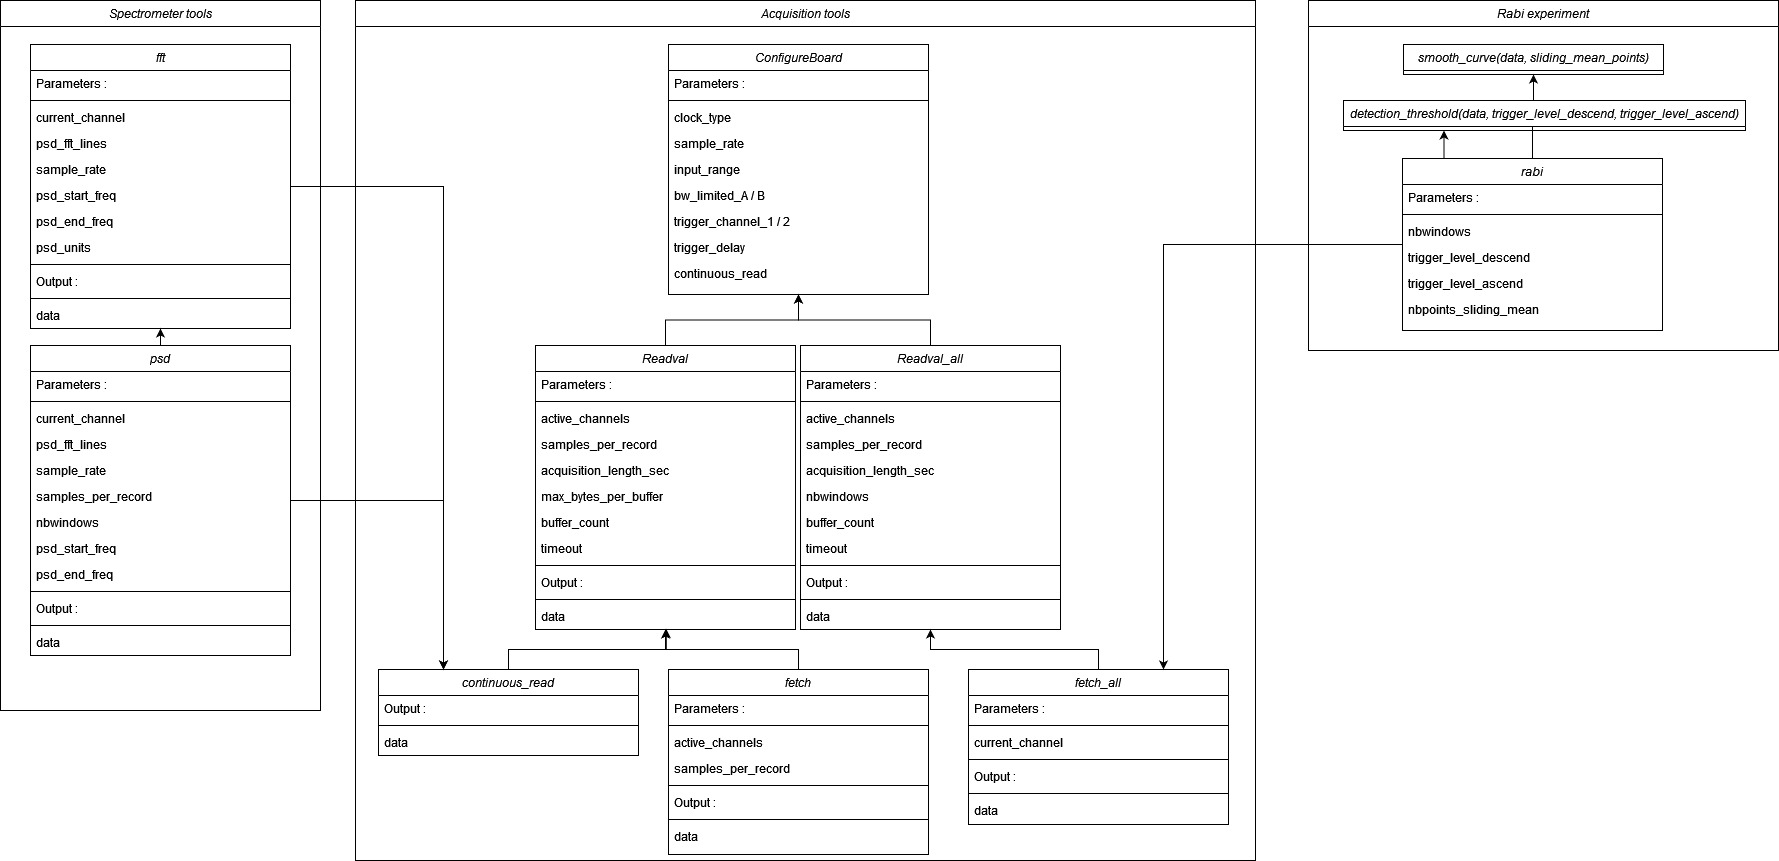 Spectrometer tools
fft
Parameters :
current_channel
psd_fft_lines
sample_rate
psd_start_freq
psd_end_freq
psd_units
Output :
data
psd
Parameters :
current_channel
psd_fft_lines
sample_rate
samples_per_record
nbwindows
psd_start_freq
psd_end_freq
Output :
data
Acquisition tools
ConfigureBoard
Parameters :
clock_type
sample_rate
input_range
bw_limited_A / B
trigger_channel_1 / 2
trigger_delay
continuous_read
Readval
Parameters :
active_channels
samples_per_record
acquisition_length_sec
max_bytes_per_buffer
buffer_count
timeout
Output :
data
Readval_all
Parameters :
active_channels
samples_per_record
acquisition_length_sec
nbwindows
buffer_count
timeout
Output :
data
continuous_read
Output :
data
fetch
Parameters :
active_channels
samples_per_record
Output :
data
fetch_all
Parameters :
current_channel
Output :
data
Rabi experiment
smooth_curve(data, sliding_mean_points)
detection_threshold(data, trigger_level_descend, trigger_level_ascend)
rabi
Parameters :
nbwindows
trigger_level_descend
trigger_level_ascend
nbpoints_sliding_mean